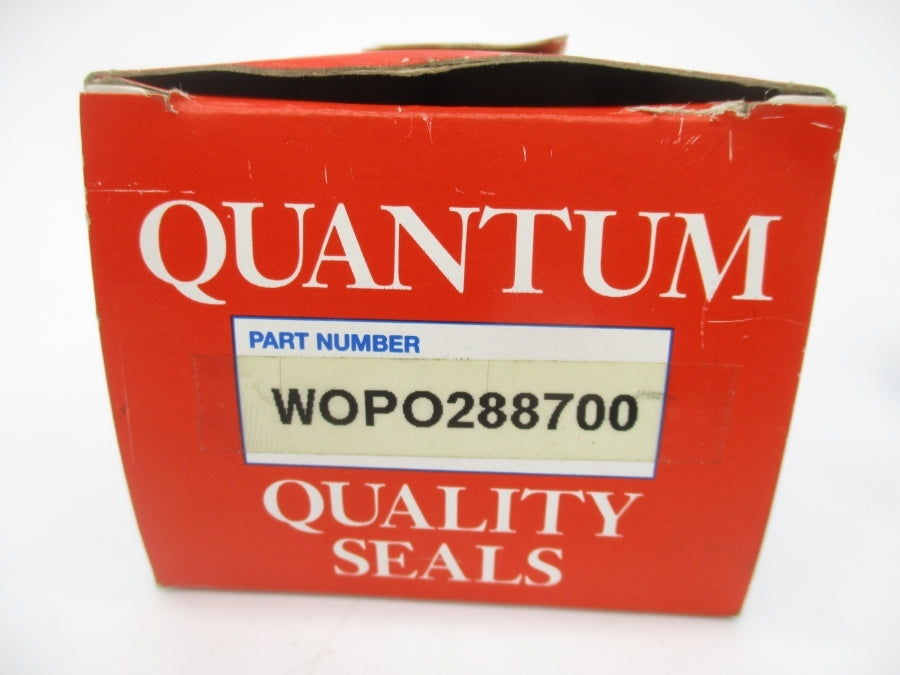 QUANTUM
PART NUMBER
WOPO288700
QUALITY
SEALS